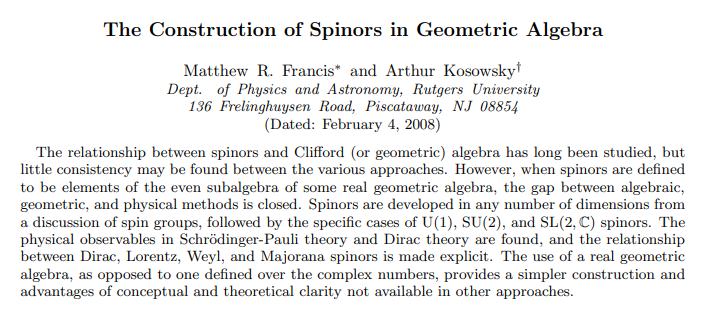 The Construction of Spinors in Geometric Algebra
Matthew R. Francis* and Arthur Kosowsky†
Dept. of Physics and Astronomy, Rutgers University
136 Frelinghuysen Road, Piscataway, NJ 08854
(Dated: February 4, 2008)
The relationship between spinors and Clifford (or geometric) algebra has long been studied, but
little consistency may be found between the various approaches. However, when spinors are defined
to be elements of the even subalgebra of some real geometric algebra, the gap between algebraic,
geometric, and physical methods is closed. Spinors are developed in any number of dimensions from
a discussion of spin groups, followed by the specific cases of U(1), SU(2), and SL(2, ℂ) spinors. The
physical observables in Schrödinger-Pauli theory and Dirac theory are found, and the relationship
between Dirac, Lorentz, Weyl, and Majorana spinors is made explicit. The use of a real geometric
algebra, as opposed to one defined over the complex numbers, provides a simpler construction and
advantages of conceptual and theoretical clarity not available in other approaches.